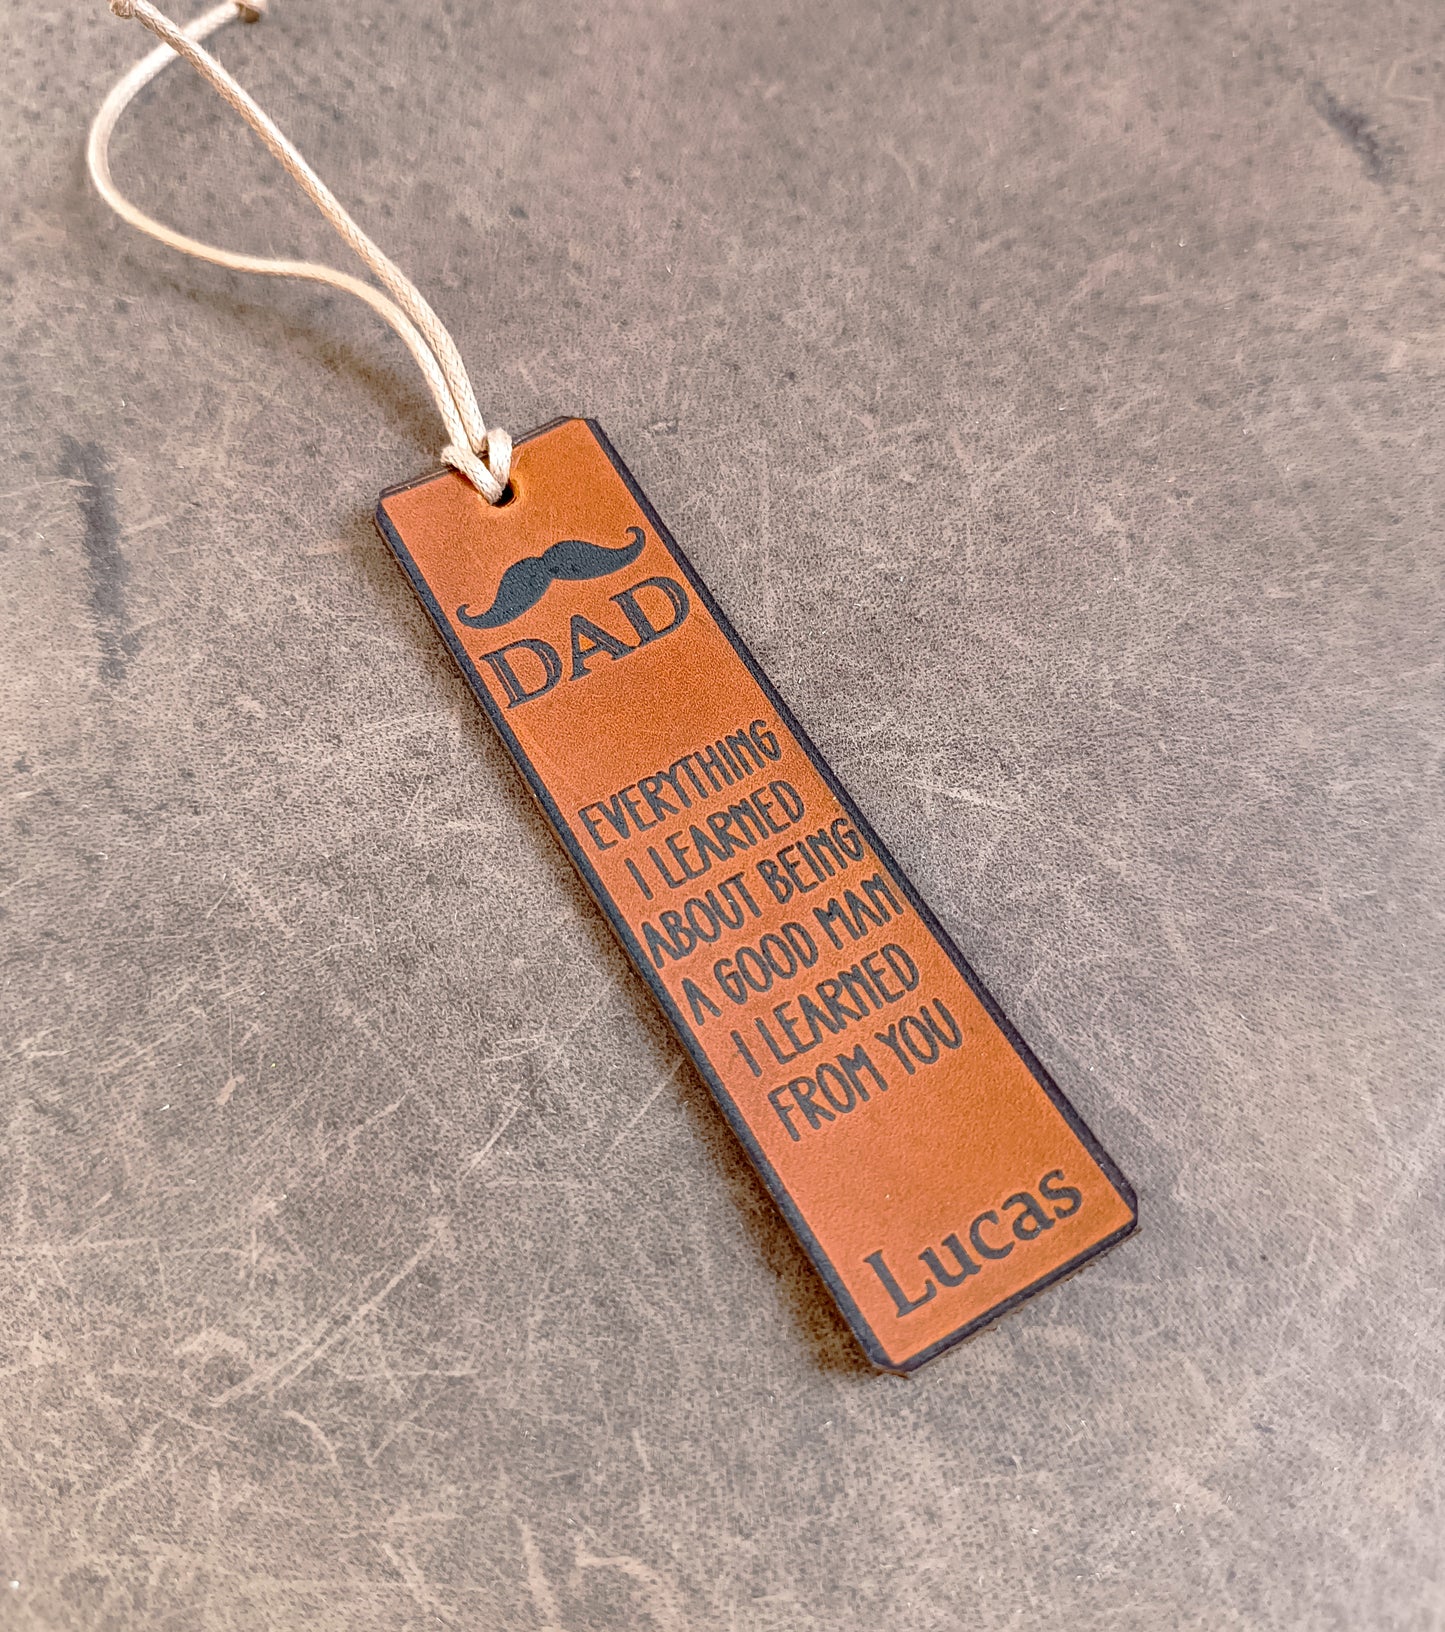 DAD
EVERYTHING
I LEARNED
ABOUT BEING
A GOOD MAN
I LEARNED
FROM YOU
Lucas